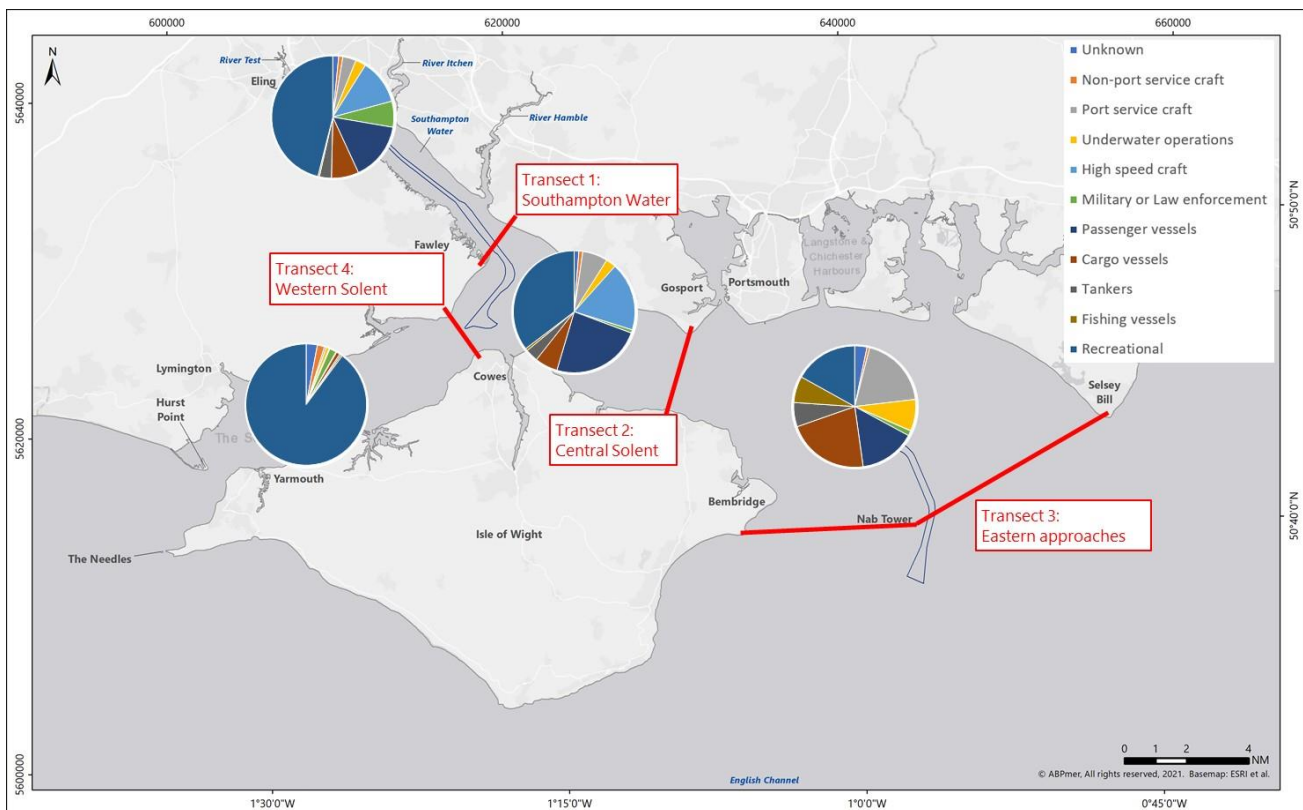 600000
620000
640000
660000
N
River Test
River Itchen
Eling
5640000
Southampton
Water
River Hamble
Unknown
Non-port service craft
Port service craft
Underwater operations
High speed craft
Military or Law enforcement
Passenger vessels
Cargo vessels
Tankers
Fishing vessels
Recreational
50°50'N
Transect 1:
Southampton Water
Fawley
Transect 4:
Western Solent
Gosport
Portsmouth
Langstone &
Chichester
Harbours
Lymington
Hurst
Point
Cowes
Selsey
Bill
5620000
The S
Transect 2:
Central Solent
Yarmouth
Bembridge
Nab Tower
Transect 3:
Eastern approaches
50°40'N
Isle of Wight
The Needles
0 1 2 4
NM
5600000
English Channel
© ABPmer, All rights reserved, 2021. Basemap: ESRI et al.
1°30'0"W
1°15'0"W
1°0'0"W
0°45'0"W